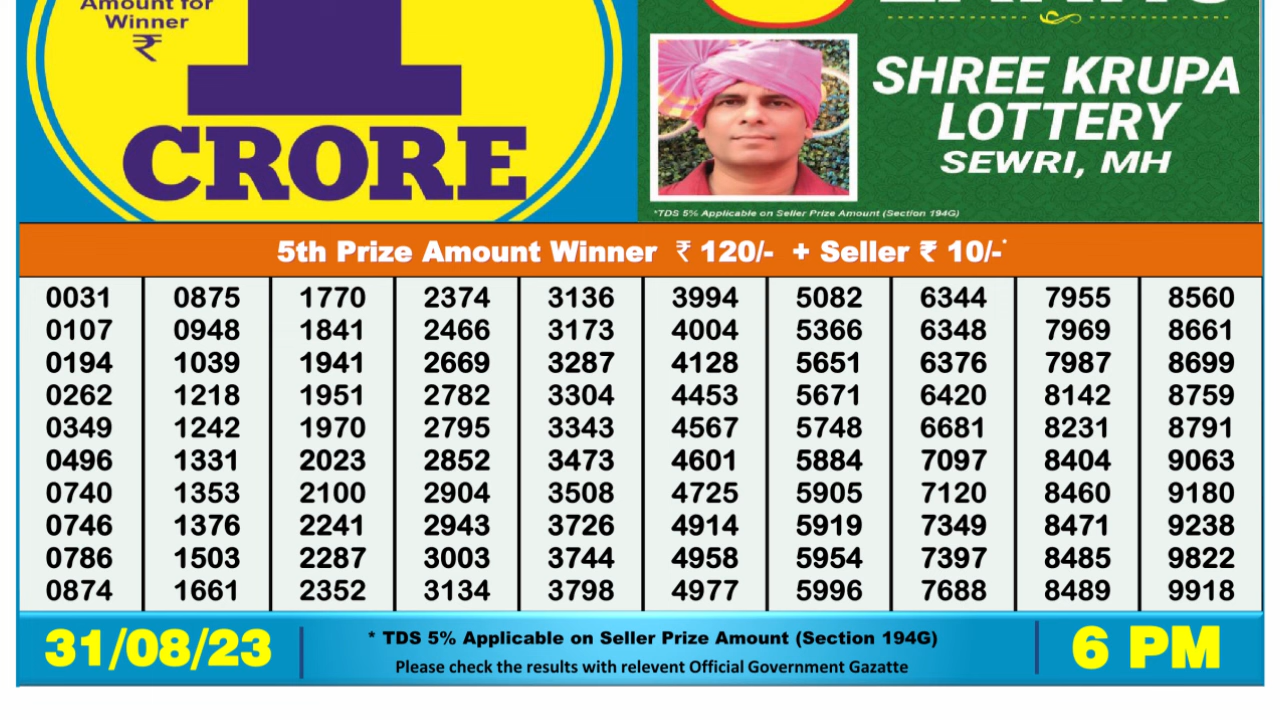 Amount for
Winner
₹
1
CRORE
SHREE KRUPA
LOTTERY
SEWRI, MH
*TDS 5% Applicable on Seller Prize Amount (Section 194G)
5th Prize Amount Winner ₹ 120/- + Seller ₹ 10/-*
0031 0875 1770 2374 3136 3994 5082 6344 7955 8560
0107 0948 1841 2466 3173 4004 5366 6348 7969 8661
0194 1039 1941 2669 3287 4128 5651 6376 7987 8699
0262 1218 1951 2782 3304 4453 5671 6420 8142 8759
0349 1242 1970 2795 3343 4567 5748 6681 8231 8791
0496 1331 2023 2852 3473 4601 5884 7097 8404 9063
0740 1353 2100 2904 3508 4725 5905 7120 8460 9180
0746 1376 2241 2943 3726 4914 5919 7349 8471 9238
0786 1503 2287 3003 3744 4958 5954 7397 8485 9822
0874 1661 2352 3134 3798 4977 5996 7688 8489 9918
31/08/23
* TDS 5% Applicable on Seller Prize Amount (Section 194G)
Please check the results with relevent Official Government Gazatte
6 PM